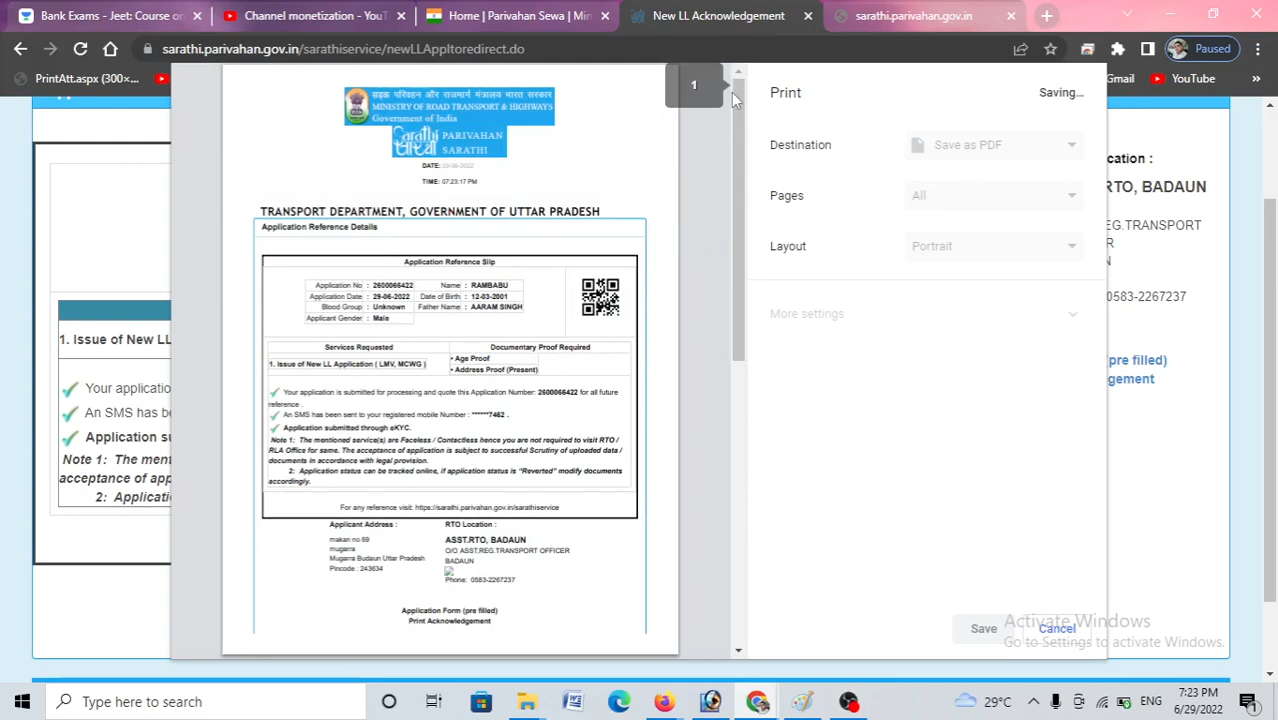 Bank Exams - Jeet: Course o
Channel monetization - YouT
Home | Parivahan Sewa | Min
New LL Acknowledgement
sarathi.parivahan.gov.in
sarathi.parivahan.gov.in/sarathiservice/newLLAppltoredirect.do
Paused
PrintAtt.aspx (300×...
Gmail
YouTube
1
सड़क परिवहन और राजमार्ग मंत्रालय भारत सरकार
MINISTRY OF ROAD TRANSPORT & HIGHWAYS
Government of India
सारथी Sarathi PARIVAHAN
SARATHI
DATE: 29-06-2022
TIME: 07:23:17 PM
TRANSPORT DEPARTMENT, GOVERNMENT OF UTTAR PRADESH
Application Reference Details
Application Reference Slip
Application No : 2600066422 Name : RAMBABU
Application Date : 29-06-2022 Date of Birth : 12-03-2001
Blood Group : Unknown Father Name : AARAM SINGH
Applicant Gender : Male
Services Requested Documentary Proof Required
1. Issue of New LL Application ( LMV, MCWG )
• Age Proof
• Address Proof (Present)
Your application is submitted for processing and quote this Application Number: 2600066422 for all future
reference .
An SMS has been sent to your registered mobile Number : ******7462 .
Application submitted through eKYC.
Note 1: The mentioned service(s) are Faceless / Contactless hence you are not required to visit RTO /
RLA Office for same. The acceptance of application is subject to successful Scrutiny of uploaded data /
documents in accordance with legal provision.
2: Application status can be tracked online, if application status is "Reverted" modify documents
accordingly.
For any reference visit: https://sarathi.parivahan.gov.in/sarathiservice
Applicant Address : RTO Location :
makan no 69 ASST.RTO, BADAUN
mugarra O/O ASST.REG.TRANSPORT OFFICER
Mugarra Budaun Uttar Pradesh BADAUN
Pincode : 243634
Phone: 0583-2267237
Application Form (pre filled)
Print Acknowledgement
Print
Saving...
Destination Save as PDF
Pages All
Layout Portrait
More settings
Save Cancel
1. Issue of New LL
Your applicatio
An SMS has be
Application su
Note 1: The ment
acceptance of app
2: Applicati
cation :
RTO, BADAUN
EG.TRANSPORT
R
N
0583-2267237
pre filled)
gement
Activate Windows
Go to Settings to activate Windows.
Type here to search
29°C
ENG
7:23 PM
6/29/2022
1